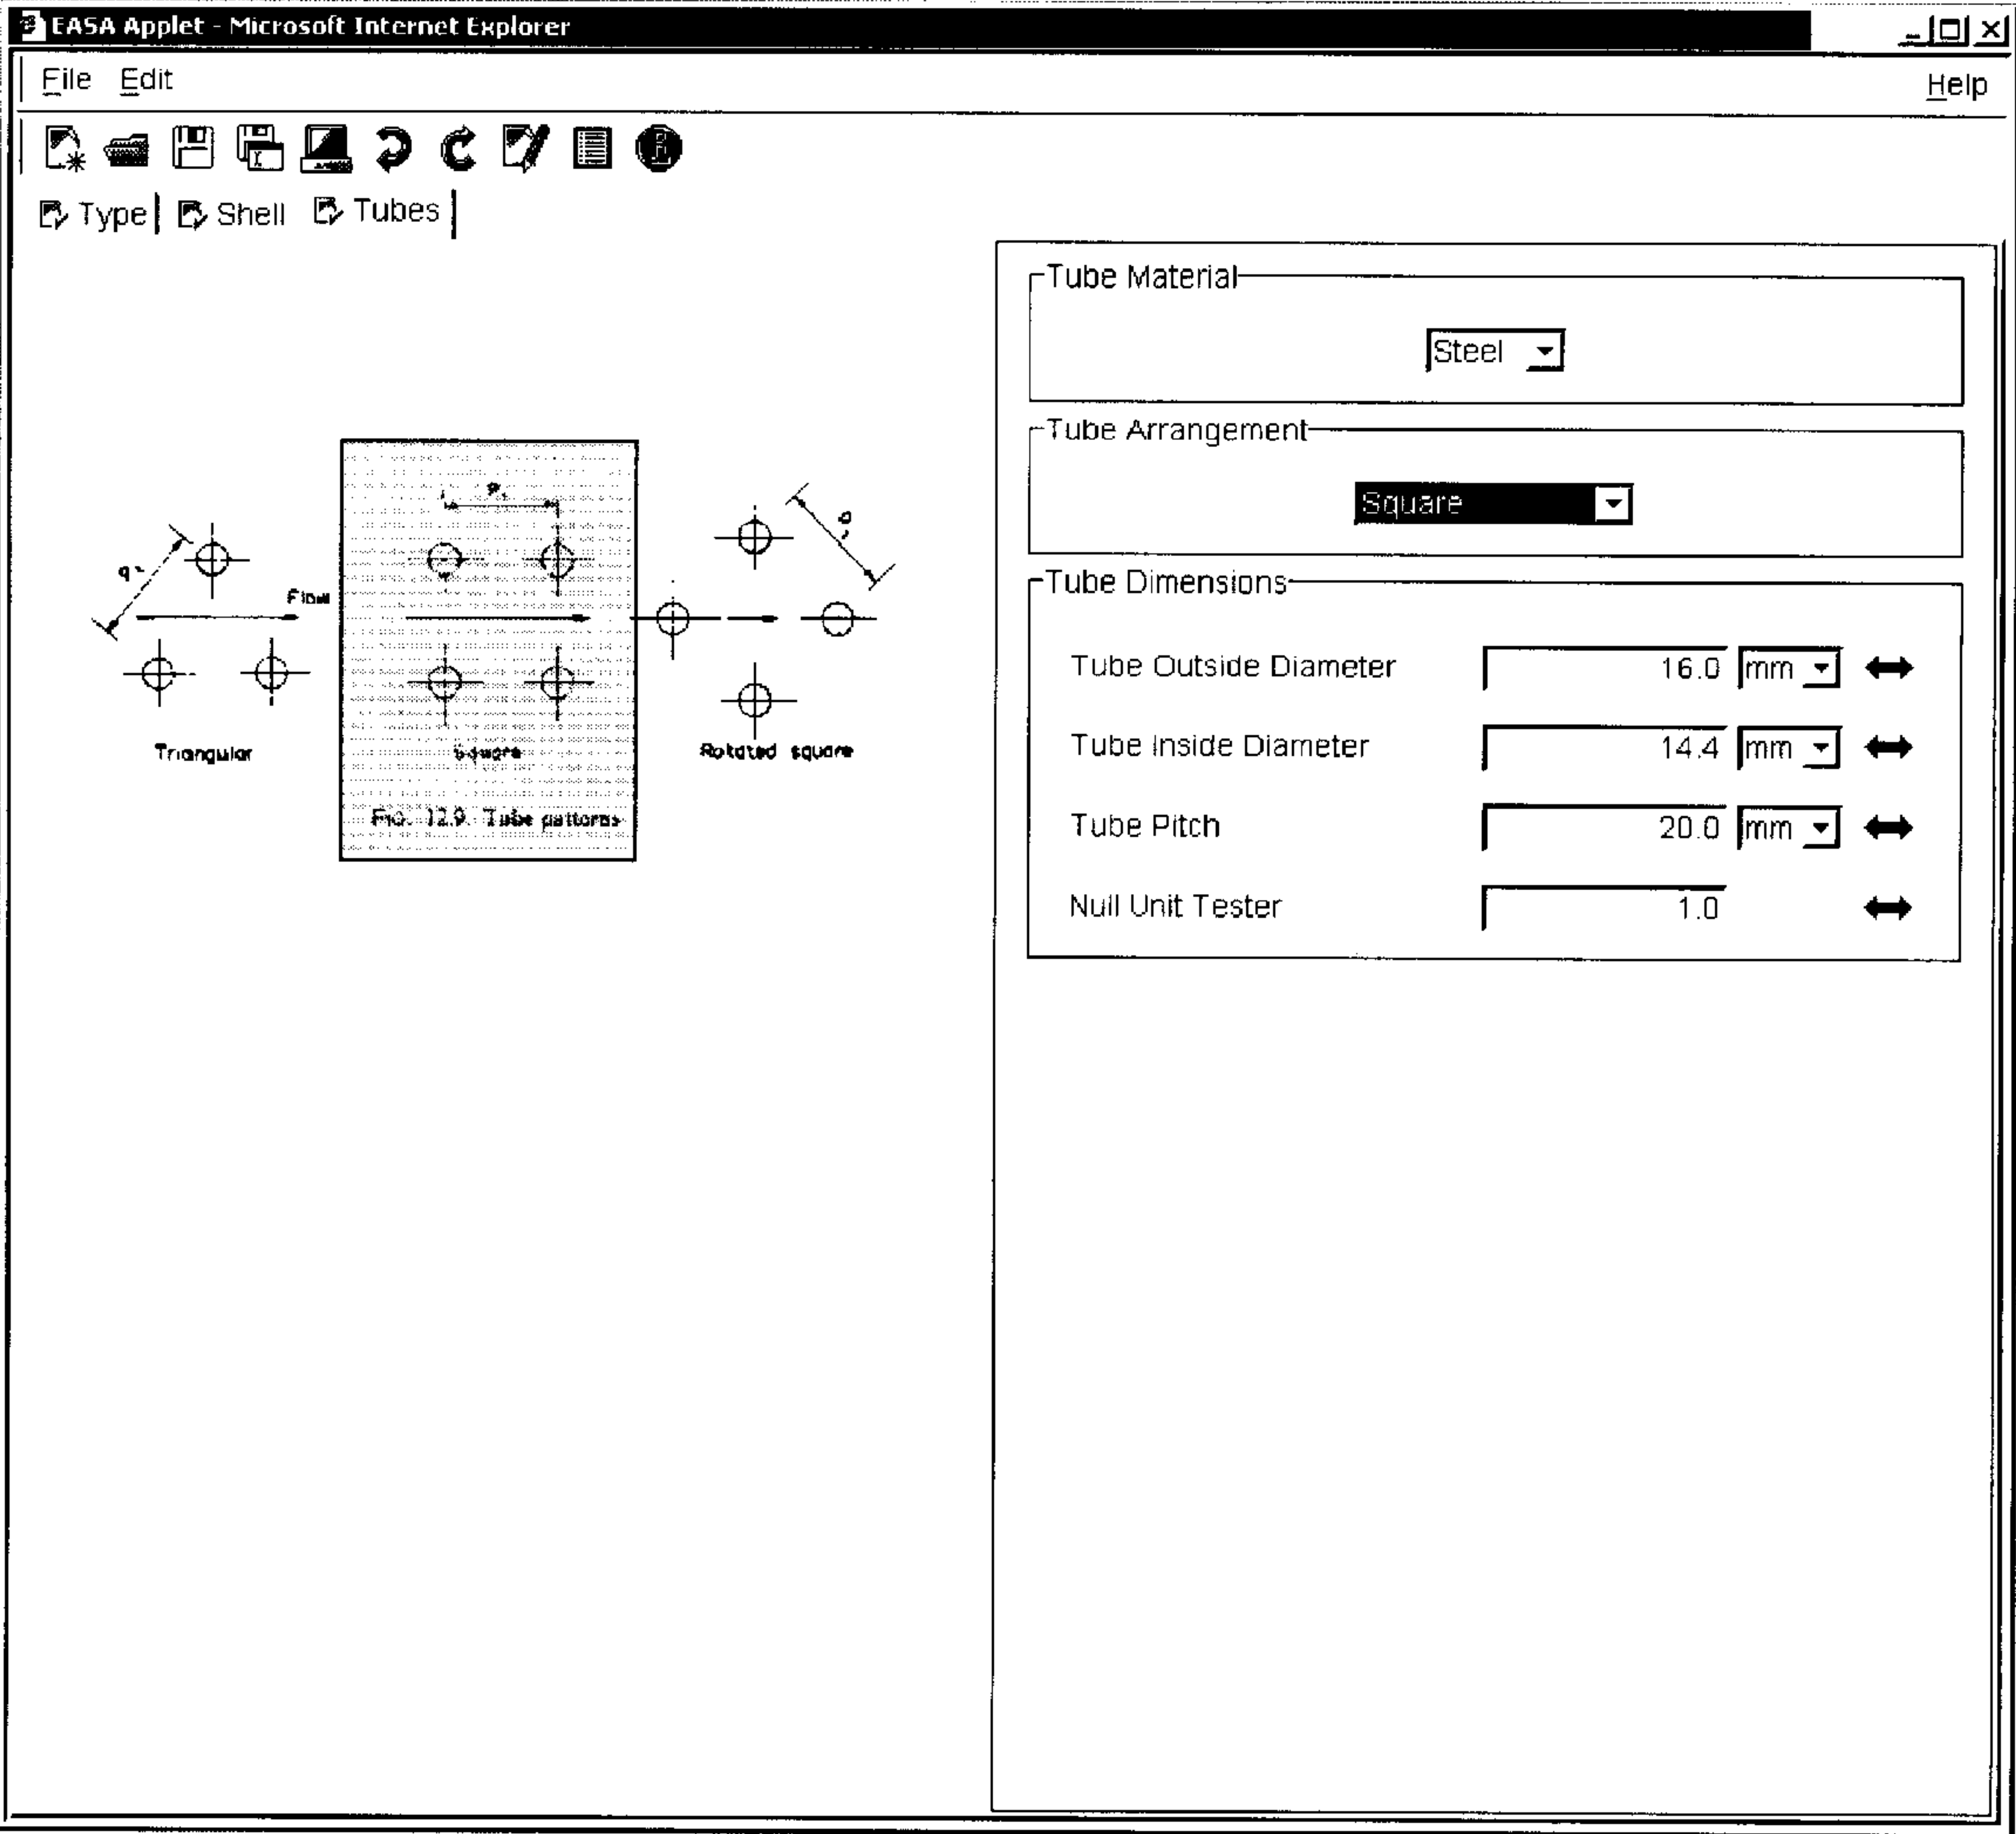 EASA Applet - Microsoft Internet Explorer
File Edit Help
Type Shell Tubes
Flow
Triangular
Square
Rotated square
FIG. 12.9. Tube patterns
Tube Material
Steel
Tube Arrangement
Square
Tube Dimensions
Tube Outside Diameter 16.0 mm
Tube Inside Diameter 14.4 mm
Tube Pitch 20.0 mm
Null Unit Tester 1.0